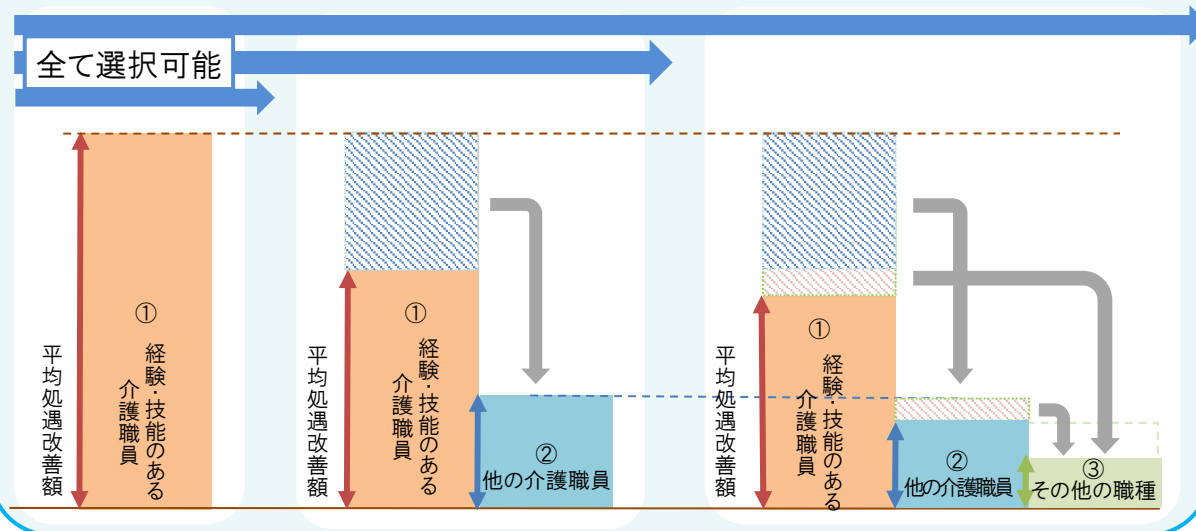 全て選択可能
平均処遇改善額
①
経験・技能のある
介護職員
平均処遇改善額
①
経験・技能のある
介護職員
②
他の介護職員
平均処遇改善額
①
経験・技能のある
介護職員
②
他の介護職員
③
その他の職種